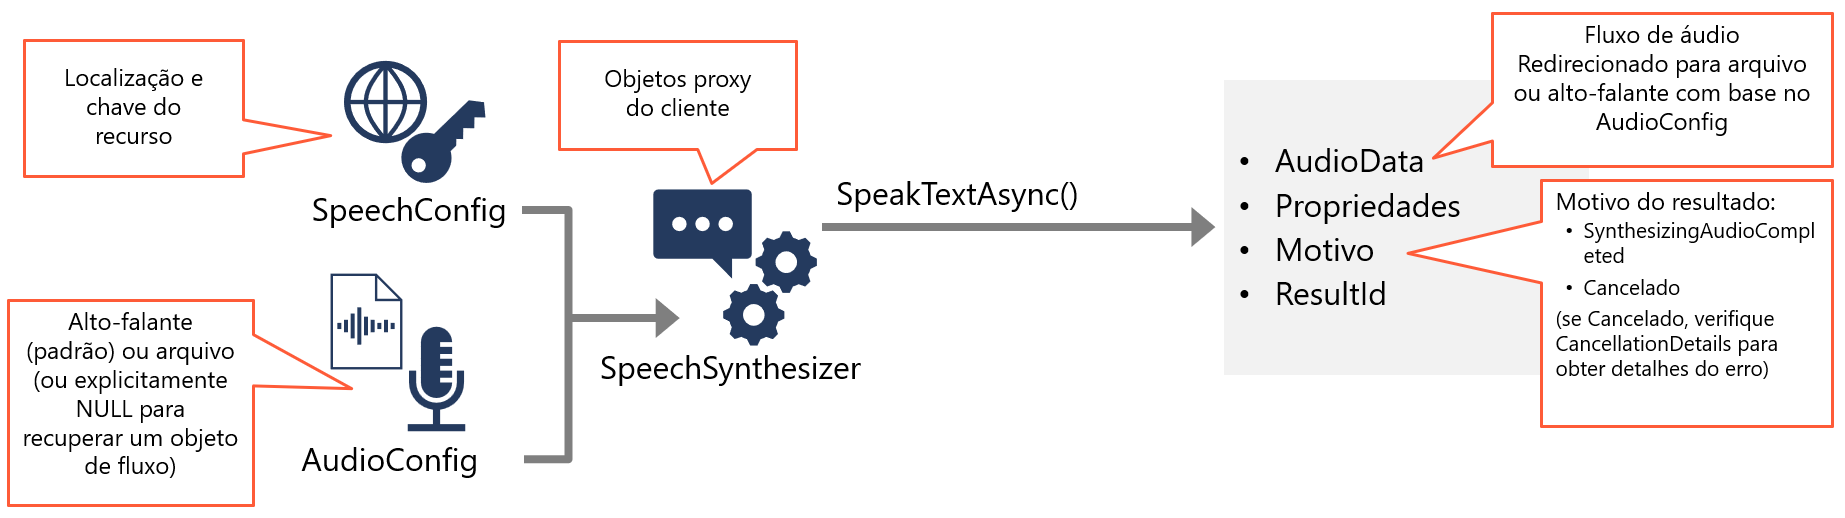 Localização e
chave do
recurso
SpeechConfig
Alto-falante
(padrão) ou arquivo
(ou explicitamente
NULL para
recuperar um objeto
de fluxo)
AudioConfig
Objetos proxy
do cliente
SpeechSynthesizer
SpeakTextAsync()
• AudioData
• Propriedades
• Motivo
• ResultId
Fluxo de áudio
Redirecionado para arquivo
ou alto-falante com base no
AudioConfig
Motivo do resultado:
• SynthesizingAudioCompl
eted
• Cancelado
(se Cancelado, verifique
CancellationDetails para
obter detalhes do erro)